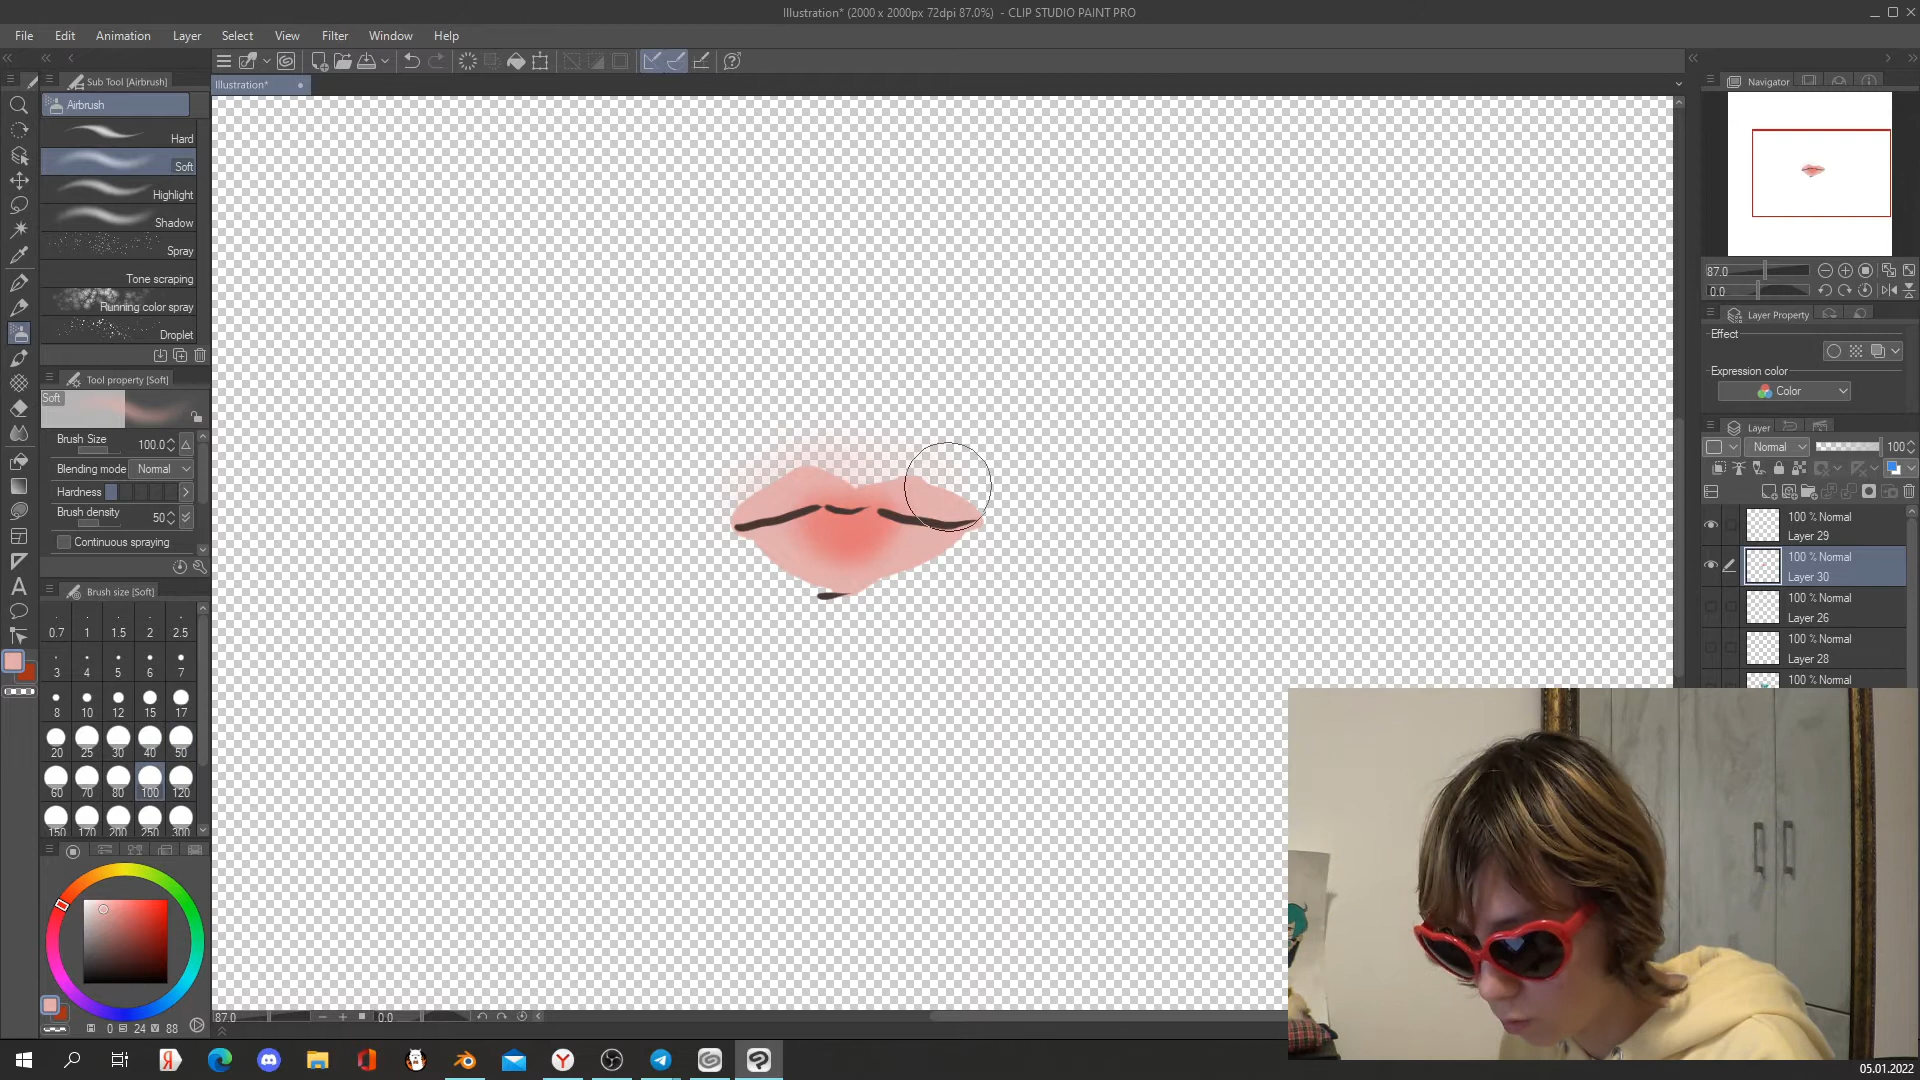 Illustration* (2000 x 2000px 72dpi 87.0%) - CLIP STUDIO PAINT PRO
File Edit Animation Layer Select View Filter Window Help
Sub Tool [Airbrush]
Airbrush
Hard
Soft
Highlight
Shadow
Spray
Tone scraping
Running color spray
Droplet
Tool property [Soft]
Soft
Brush Size 100.0
Blending mode Normal
Hardness
Brush density 50
Continuous spraying
Brush size [Soft]
0.7 1 1.5 2 2.5
3 4 5 6 7
8 10 12 15 17
20 25 30 40 50
60 70 80 100 120
150 170 200 250 300
H 0 S 24 V 88
Illustration*
87.0 0.0
Navigator
87.0
0.0
Layer Property
Effect
Expression color
Color
Layer
Normal 100
100 % Normal
Layer 29
100 % Normal
Layer 30
100 % Normal
Layer 26
100 % Normal
Layer 28
100 % Normal
05.01.2022